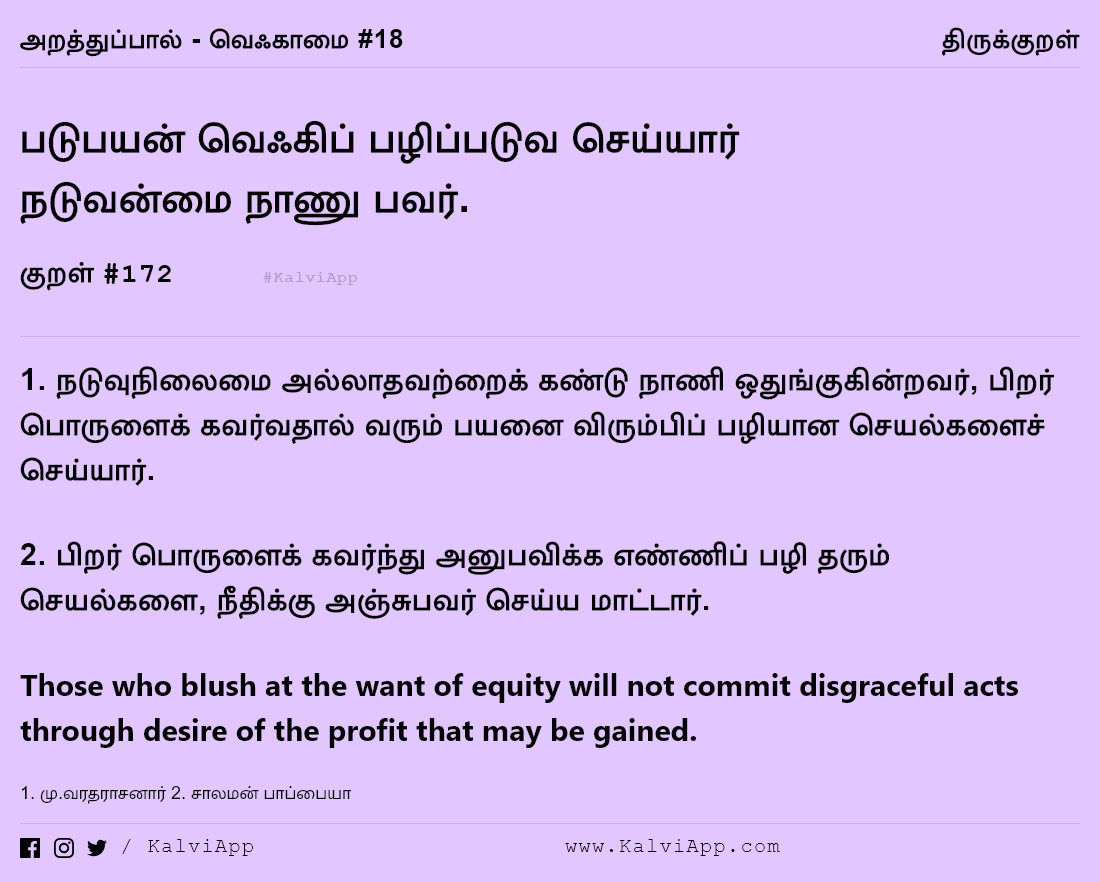 அறத்துப்பால் - வெஃகாமை #18
திருக்குறள்
படுபயன் வெஃகிப் பழிப்படுவ செய்யார்
நடுவன்மை நாணு பவர்.
குறள் #172
#KalviApp
1. நடுவுநிலைமை அல்லாதவற்றைக் கண்டு நாணி ஒதுங்குகின்றவர், பிறர்
பொருளைக் கவர்வதால் வரும் பயனை விரும்பிப் பழியான செயல்களைச்
செய்யார்.
2. பிறர் பொருளைக் கவர்ந்து அனுபவிக்க எண்ணிப் பழி தரும்
செயல்களை, நீதிக்கு அஞ்சுபவர் செய்ய மாட்டார்.
Those who blush at the want of equity will not commit disgraceful acts
through desire of the profit that may be gained.
1. மு.வரதராசனார் 2. சாலமன் பாப்பையா
/ KalviApp
www.KalviApp.com